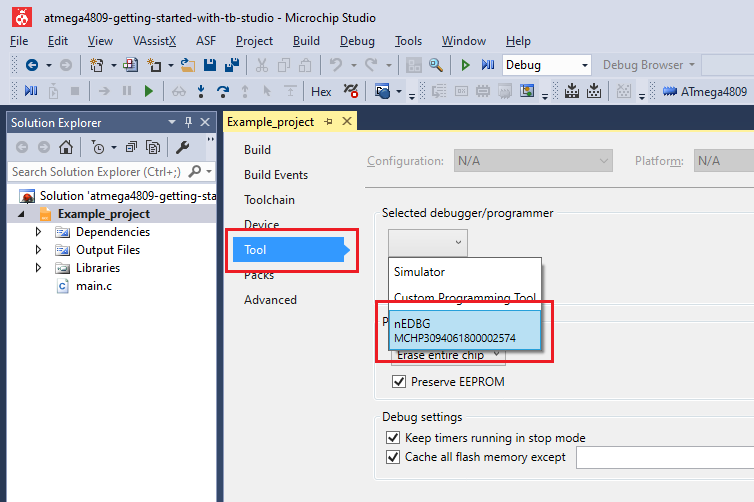 atmega4809-getting-started-with-tb-studio - Microchip Studio
File Edit View VAssistX ASF Project Build Debug Tools Window Help
Debug Debug Browser
Hex ATmega4809
Solution Explorer
Search Solution Explorer (Ctrl+;)
Solution 'atmega4809-getting-sta
Example_project
Dependencies
Output Files
Libraries
main.c
Example_project
Build
Build Events
Toolchain
Device
Tool
Packs
Advanced
Configuration: N/A Platform: N/A
Selected debugger/programmer
Simulator
Custom Programming Tool
nEDBG
MCHP3094061800002574
P
Erase entire chip
Preserve EEPROM
Debug settings
Keep timers running in stop mode
Cache all flash memory except